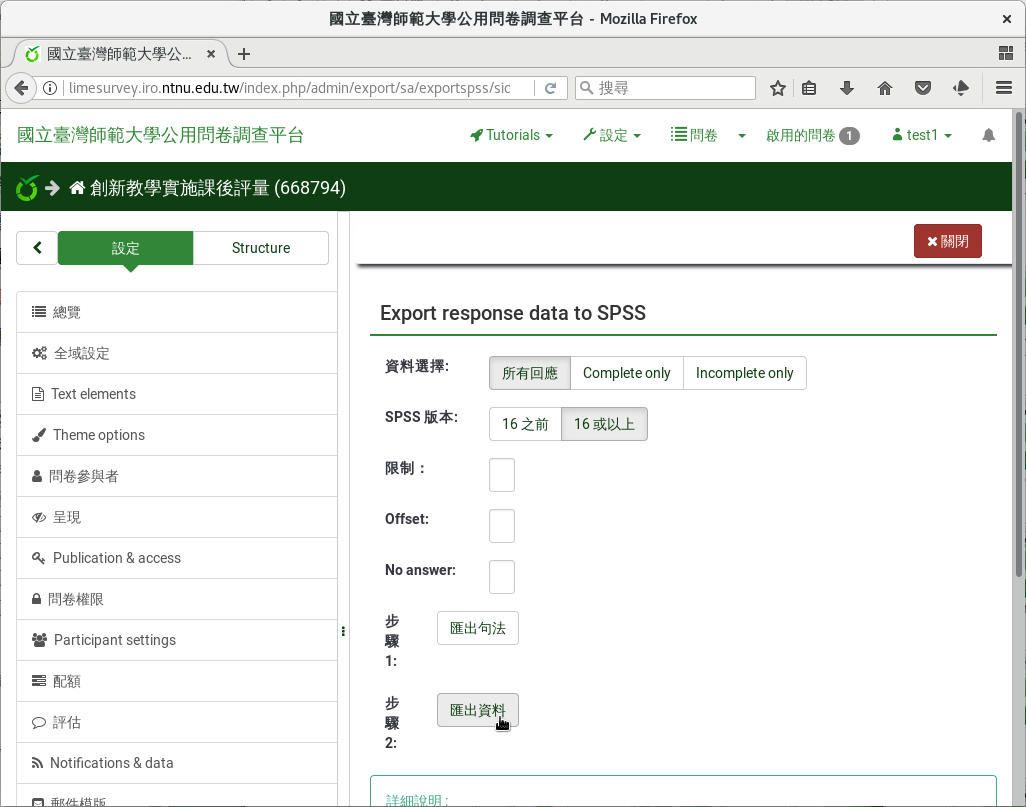 國立臺灣師範大學公用問卷調查平台 - Mozilla Firefox
國立臺灣師範大學公...
limesurvey.iro.ntnu.edu.tw/index.php/admin/export/sa/exportspss/sic
搜尋
國立臺灣師範大學公用問卷調查平台
Tutorials
設定
問卷
啟用的問卷 1
test1
創新教學實施課後評量 (668794)
設定
Structure
關閉
總覽
全域設定
Text elements
Theme options
問卷參與者
呈現
Publication & access
問卷權限
Participant settings
配額
評估
Notifications & data
郵件模版
Export response data to SPSS
資料選擇:
所有回應 Complete only Incomplete only
SPSS 版本:
16 之前 16 或以上
限制：
Offset:
No answer:
步
驟
1:
匯出句法
步
驟
2:
匯出資料
詳細說明 :